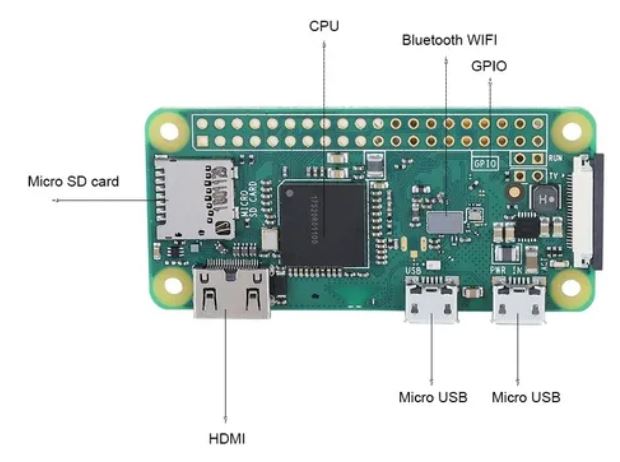 CPU
Bluetooth WIFI
GPIO
GPIO
RUN
TV
Micro SD card
MICRO
SD CARD
H
USB
PWR IN
Micro USB
Micro USB
HDMI